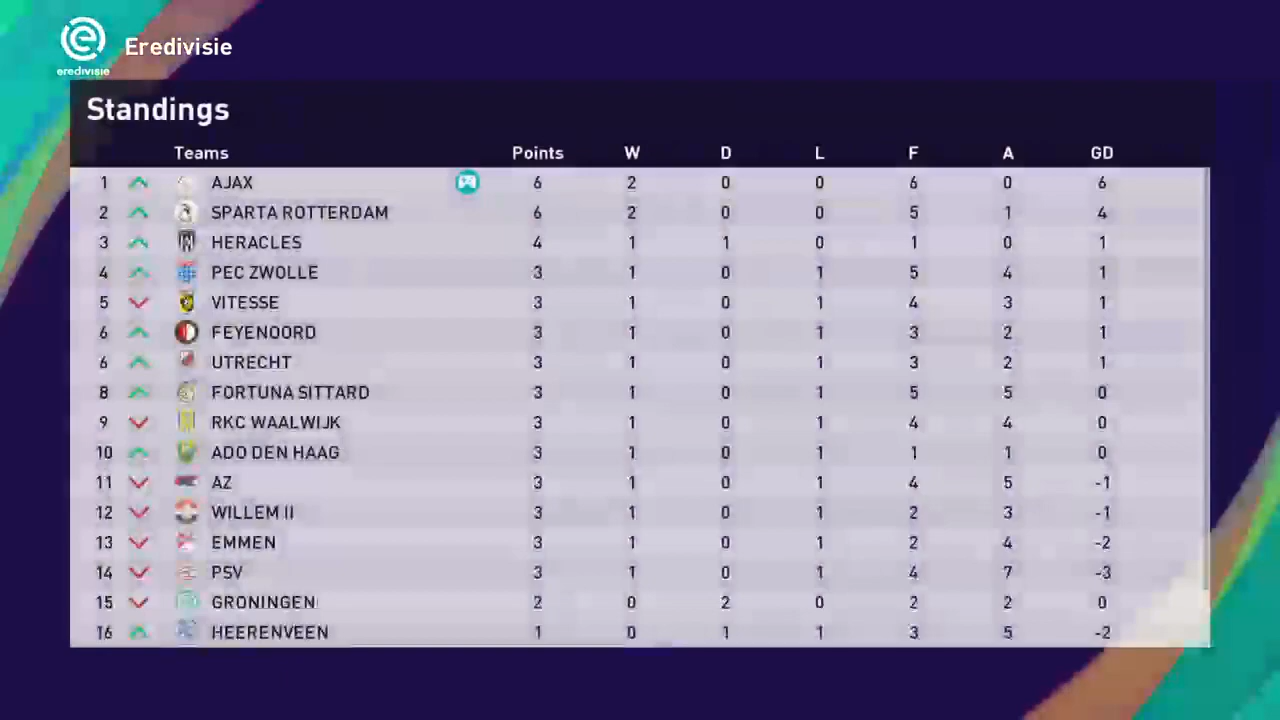 Eredivisie
eredivisie
Standings
Teams Points W D L F A GD
1 AJAX 6 2 0 0 6 0 6
2 SPARTA ROTTERDAM 6 2 0 0 5 1 4
3 HERACLES 4 1 1 0 1 0 1
4 PEC ZWOLLE 3 1 0 1 5 4 1
5 VITESSE 3 1 0 1 4 3 1
6 FEYENOORD 3 1 0 1 3 2 1
6 UTRECHT 3 1 0 1 3 2 1
8 FORTUNA SITTARD 3 1 0 1 5 5 0
9 RKC WAALWIJK 3 1 0 1 4 4 0
10 ADO DEN HAAG 3 1 0 1 1 1 0
11 AZ 3 1 0 1 4 5 -1
12 WILLEM II 3 1 0 1 2 3 -1
13 EMMEN 3 1 0 1 2 4 -2
14 PSV 3 1 0 1 4 7 -3
15 GRONINGEN 2 0 2 0 2 2 0
16 HEERENVEEN 1 0 1 1 3 5 -2